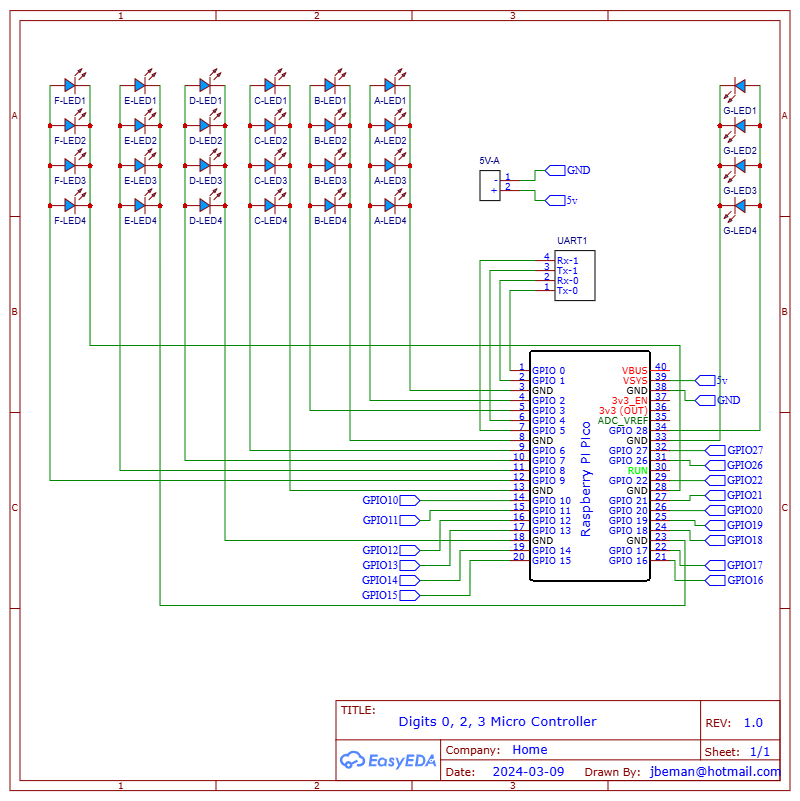 1 2 3
A A
B B
C C
F-LED1 E-LED1 D-LED1 C-LED1 B-LED1 A-LED1 G-LED1
F-LED2 E-LED2 D-LED2 C-LED2 B-LED2 A-LED2 G-LED2
F-LED3 E-LED3 D-LED3 C-LED3 B-LED3 A-LED3 G-LED3
F-LED4 E-LED4 D-LED4 C-LED4 B-LED4 A-LED4 G-LED4
5V-A
- 1 GND
+ 2 5v
UART1
4 Rx-1
3 Tx-1
2 Rx-0
1 Tx-0
Raspberry Pi Pico
1 GPIO 0 VBUS 40
2 GPIO 1 VSYS 39 5v
3 GND GND 38 GND
4 GPIO 2 3v3_EN 37
5 GPIO 3 3v3 (OUT) 36
6 GPIO 4 ADC_VREF 35
7 GPIO 5 GPIO 28 34
8 GND GND 33
9 GPIO 6 GPIO 27 32 GPIO27
10 GPIO 7 GPIO 26 31 GPIO26
11 GPIO 8 RUN 30
12 GPIO 9 GPIO 22 29 GPIO22
13 GND GND 28
GPIO10 14 GPIO 10 GPIO 21 27 GPIO21
GPIO11 15 GPIO 11 GPIO 20 26 GPIO20
GPIO12 16 GPIO 12 GPIO 19 25 GPIO19
GPIO13 17 GPIO 13 GPIO 18 24 GPIO18
18 GND GND 23
GPIO14 19 GPIO 14 GPIO 17 22 GPIO17
GPIO15 20 GPIO 15 GPIO 16 21 GPIO16
TITLE:
Digits 0, 2, 3 Micro Controller
REV: 1.0
EasyEDA
Company: Home
Sheet: 1/1
Date: 2024-03-09 Drawn By: jbeman@hotmail.com
1 2 3